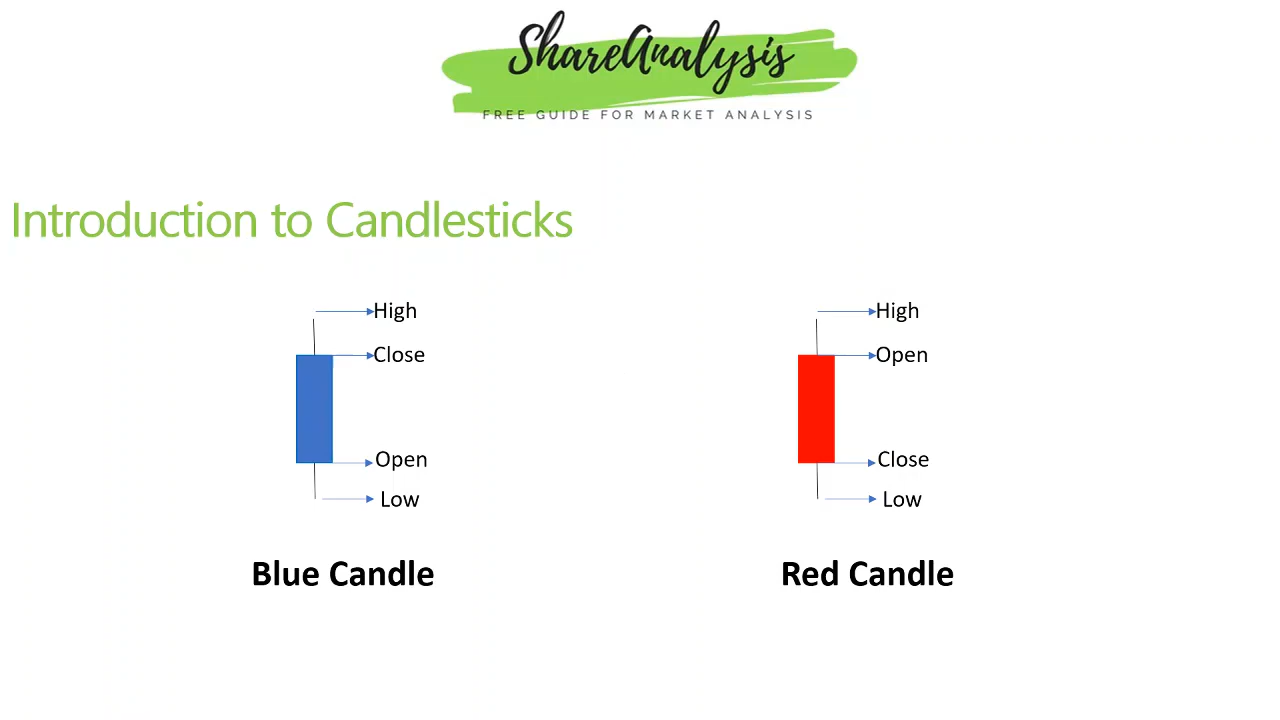 ShareAnalysis
FREE GUIDE FOR MARKET ANALYSIS
Introduction to Candlesticks
High
Close
Open
Low
Blue Candle
High
Open
Close
Low
Red Candle